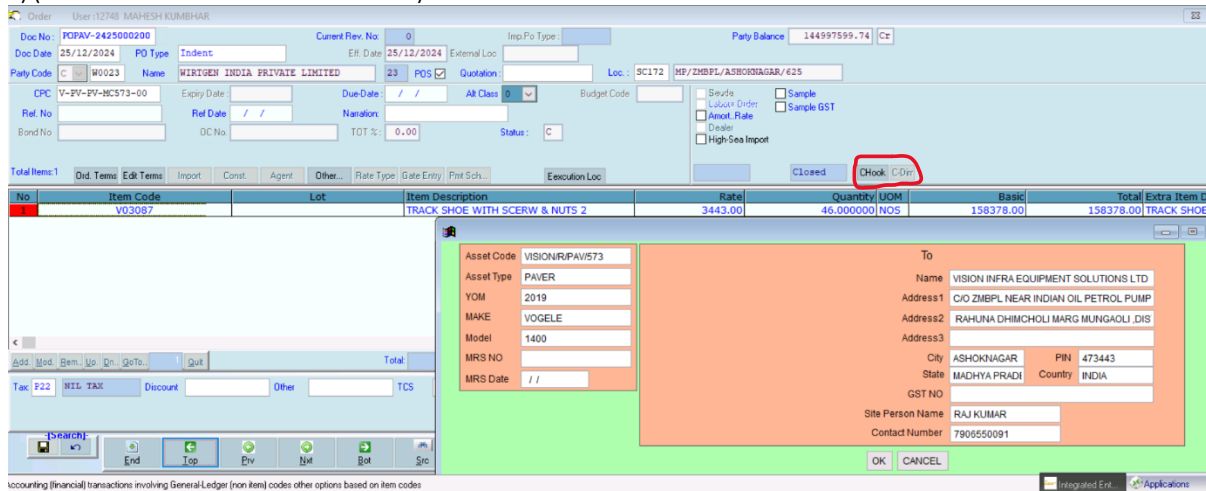 Order User :12748 MAHESH KUMBHAR
Doc No : POPAV-2425000200 Current Rev. No: 0 Imp.Po Type : Party Balance 144997599.74 Cr
Doc Date 25/12/2024 PO Type Indent Eff. Date 25/12/2024 External Loc
Party Code C W0023 Name WIRTGEN INDIA PRIVATE LIMITED 23 POS Quotation : Loc. : SC172 MP/ZMBPL/ASHOKNAGAR/625
CPC V-PV-PV-MC573-00 Expiry Date : Due-Date : / / Alt Class 0 Budget Code Seude Sample
Labour Order Sample GST
Ref. No Ref Date / / Narration: Amort. Rate
Dealer
Bond No OC No. TOT % : 0.00 Status : C High-Sea Import
Total Items:1 Ord. Terms Edit Terms Import Const. Agent Other... Rate Type Gate Entry Pmt Sch... Eexcution Loc Closed CHook C-Dim
No Item Code Lot Item Description Rate Quantity UOM Basic Total Extra Item D
1 V03087 TRACK SHOE WITH SCERW & NUTS 2 3443.00 46.000000 NOS 158378.00 158378.00 TRACK SHOE
Asset Code VISION/R/PAV/573 To
Asset Type PAVER Name VISION INFRA EQUIPMENT SOLUTIONS LTD
YOM 2019 Address1 C/O ZMBPL NEAR INDIAN OIL PETROL PUMP
MAKE VOGELE Address2 RAHUNA DHIMCHOLI MARG MUNGAOLI ,DIS
Model 1400 Address3
MRS NO City ASHOKNAGAR PIN 473443
MRS Date / / State MADHYA PRADE Country INDIA
GST NO
Site Person Name RAJ KUMAR
Contact Number 7906550091
OK CANCEL
Add. Mod. Rem.. Up Dn.. GoTo.. 1 Quit Total:
Tax P22 NIL TAX Discount Other TCS
-[Search]-
End Top Prv Nxt Bot Src
Accounting (financial) transactions involving General-Ledger (non item) codes other options based on item codes
Integrated Ent... Applications